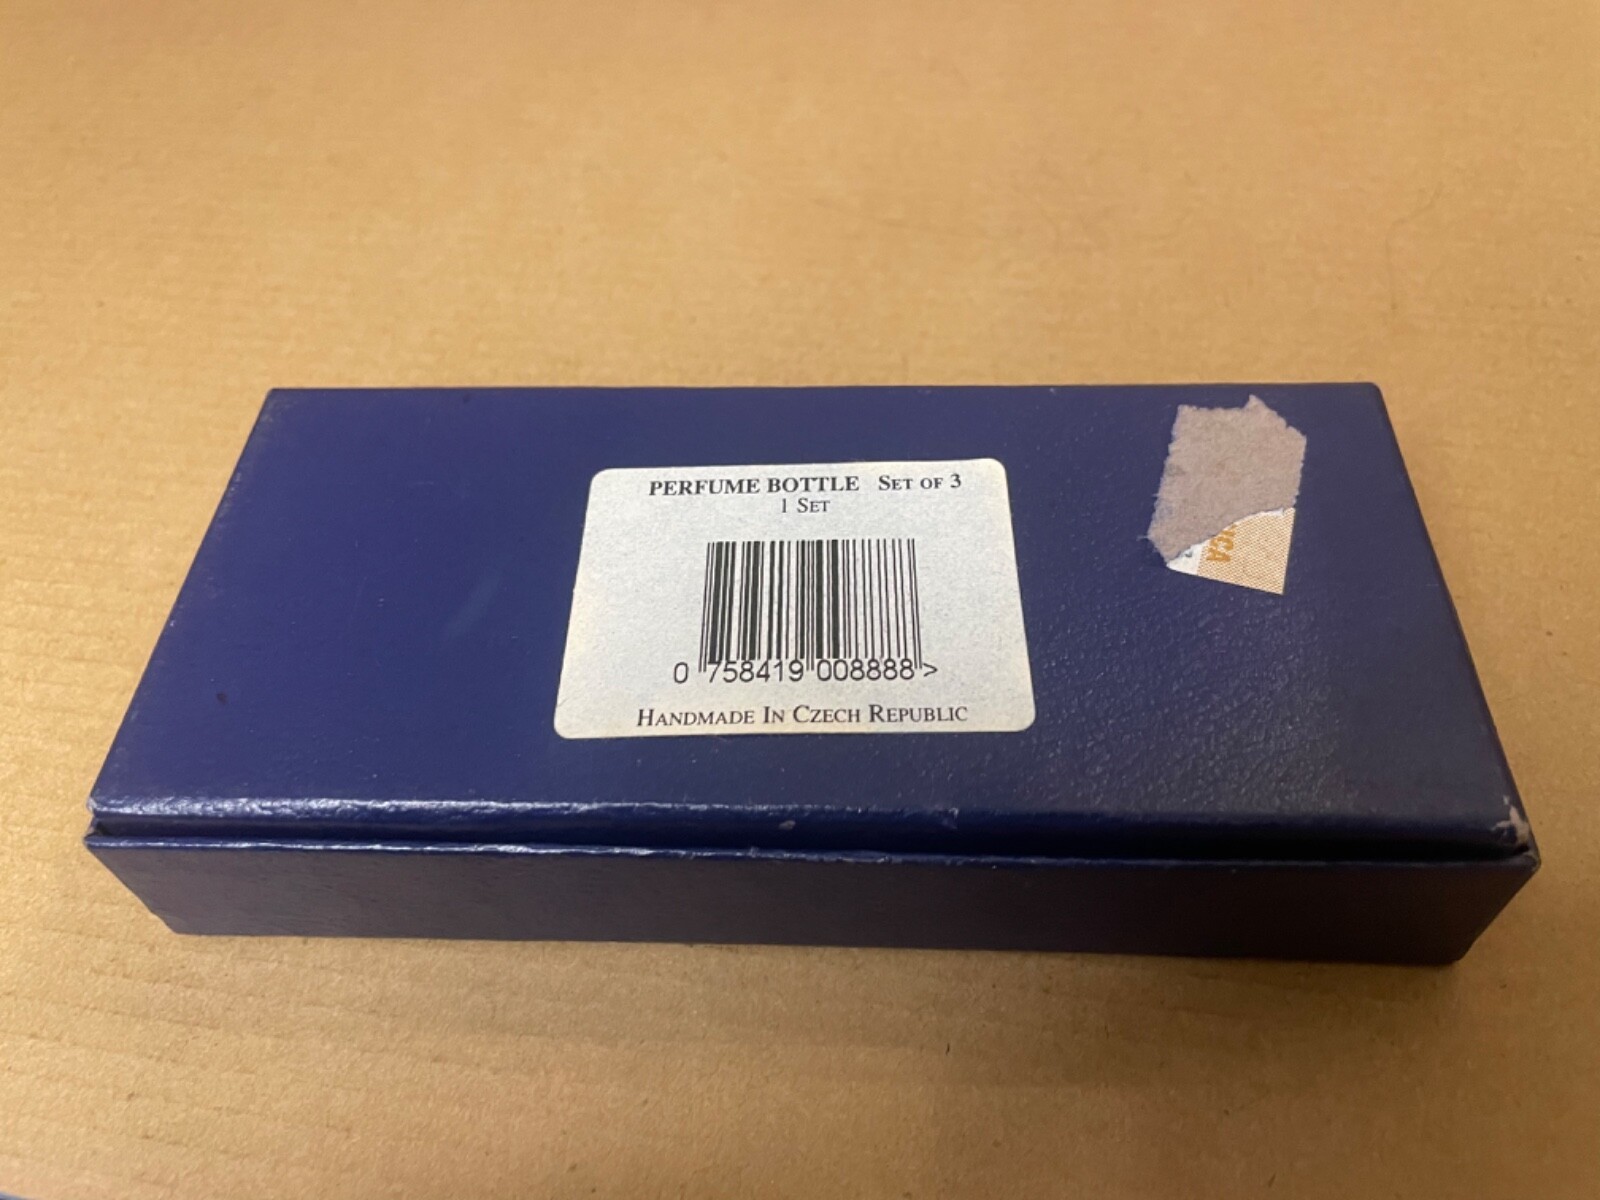 PERFUME BOTTLE SET OF 3
1 SET
0 758419 008888 >
HANDMADE IN CZECH REPUBLIC